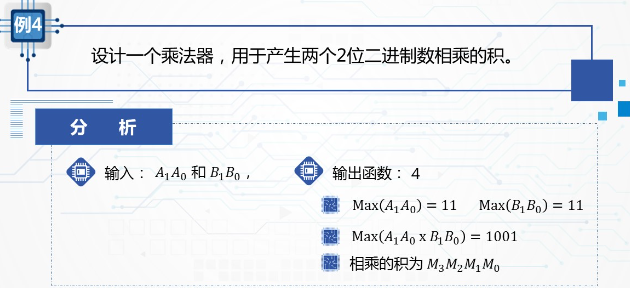 例4
设计一个乘法器，用于产生两个2位二进制数相乘的积。
分 析
输入： A₁A₀ 和 B₁B₀，
输出函数： 4
Max(A₁A₀) = 11 Max(B₁B₀) = 11
Max(A₁A₀ x B₁B₀) = 1001
相乘的积为 M₃M₂M₁M₀